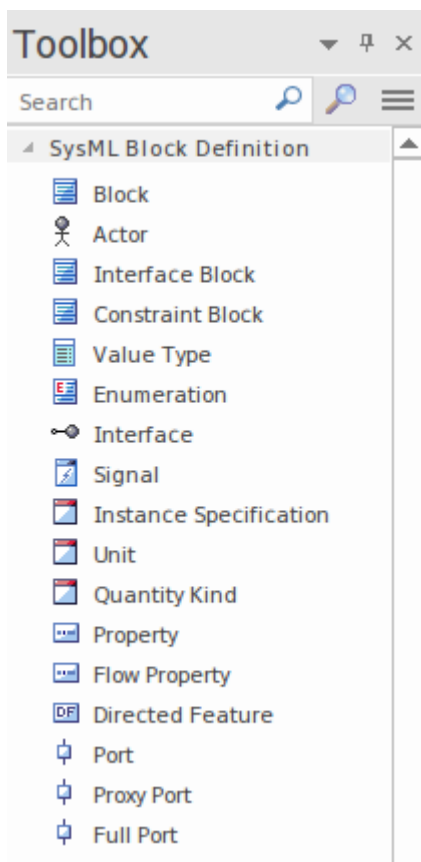 Toolbox
Search
SysML Block Definition
Block
Actor
Interface Block
Constraint Block
Value Type
Enumeration
Interface
Signal
Instance Specification
Unit
Quantity Kind
Property
Flow Property
DF Directed Feature
Port
Proxy Port
Full Port